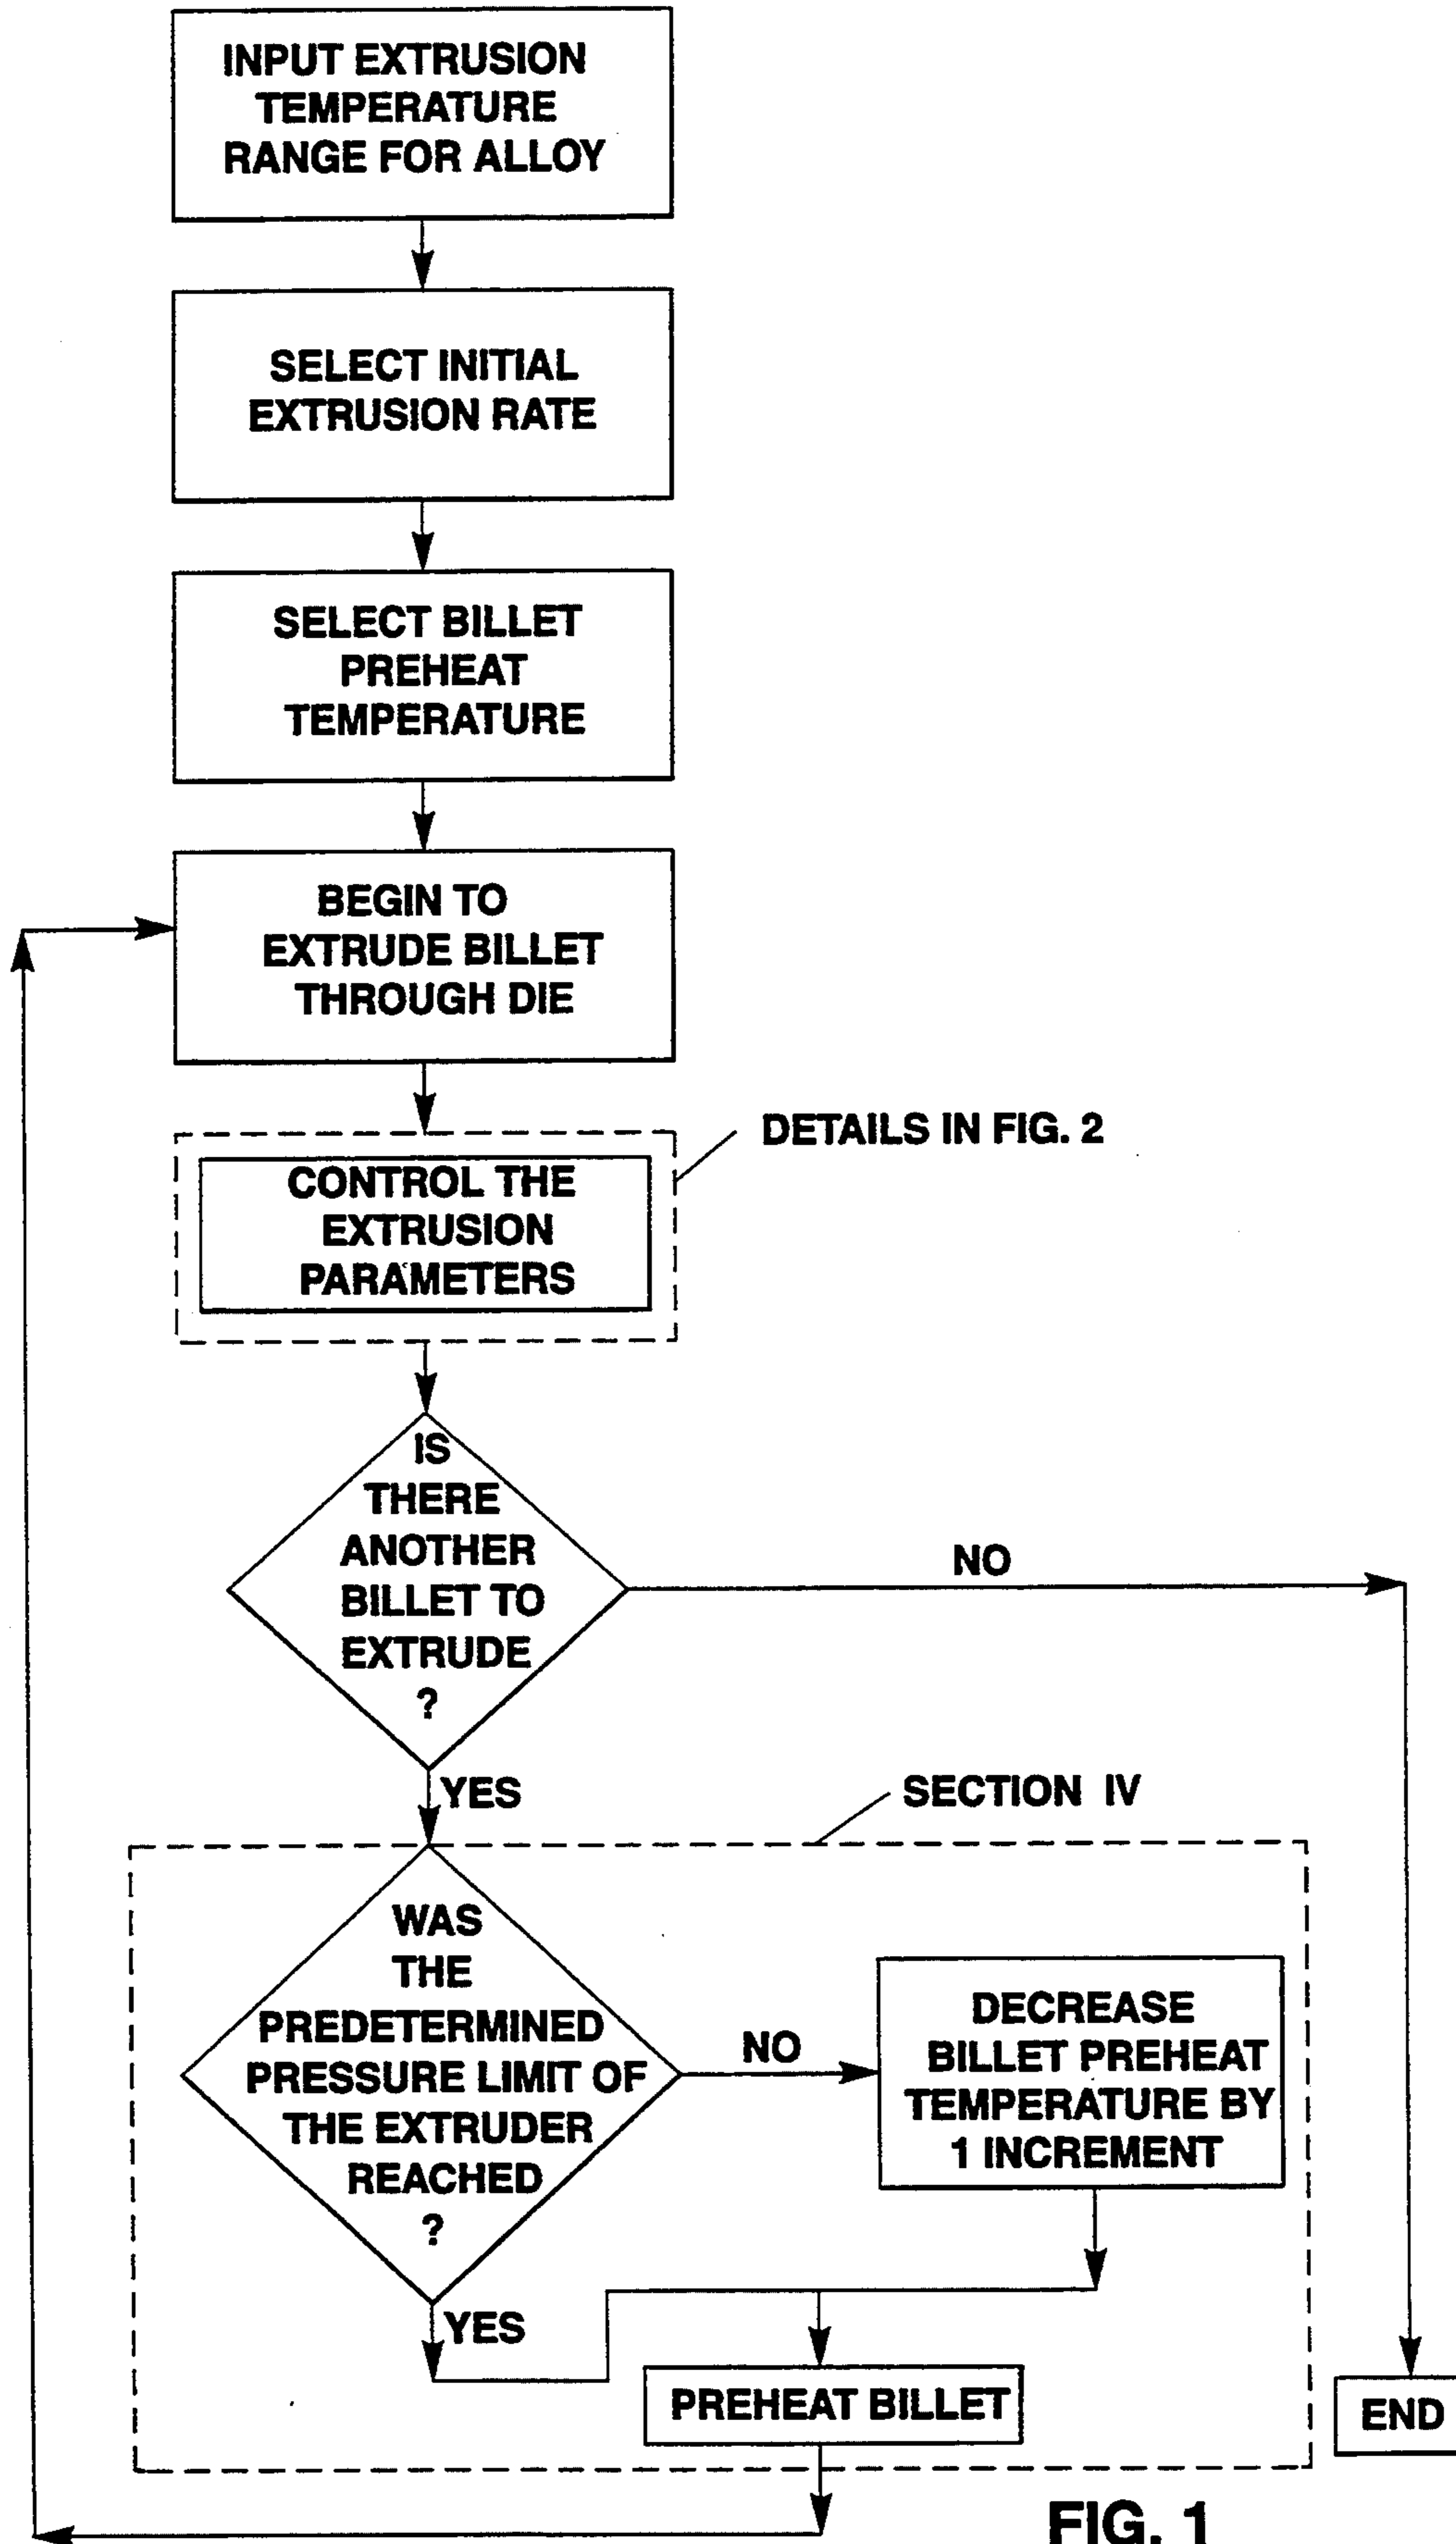 INPUT EXTRUSION
TEMPERATURE
RANGE FOR ALLOY
SELECT INITIAL
EXTRUSION RATE
SELECT BILLET
PREHEAT
TEMPERATURE
BEGIN TO
EXTRUDE BILLET
THROUGH DIE
DETAILS IN FIG. 2
CONTROL THE
EXTRUSION
PARAMETERS
IS
THERE
ANOTHER
BILLET TO
EXTRUDE
?
NO
YES
SECTION IV
WAS
THE
PREDETERMINED
PRESSURE LIMIT OF
THE EXTRUDER
REACHED
?
NO
DECREASE
BILLET PREHEAT
TEMPERATURE BY
1 INCREMENT
YES
PREHEAT BILLET
END
FIG. 1